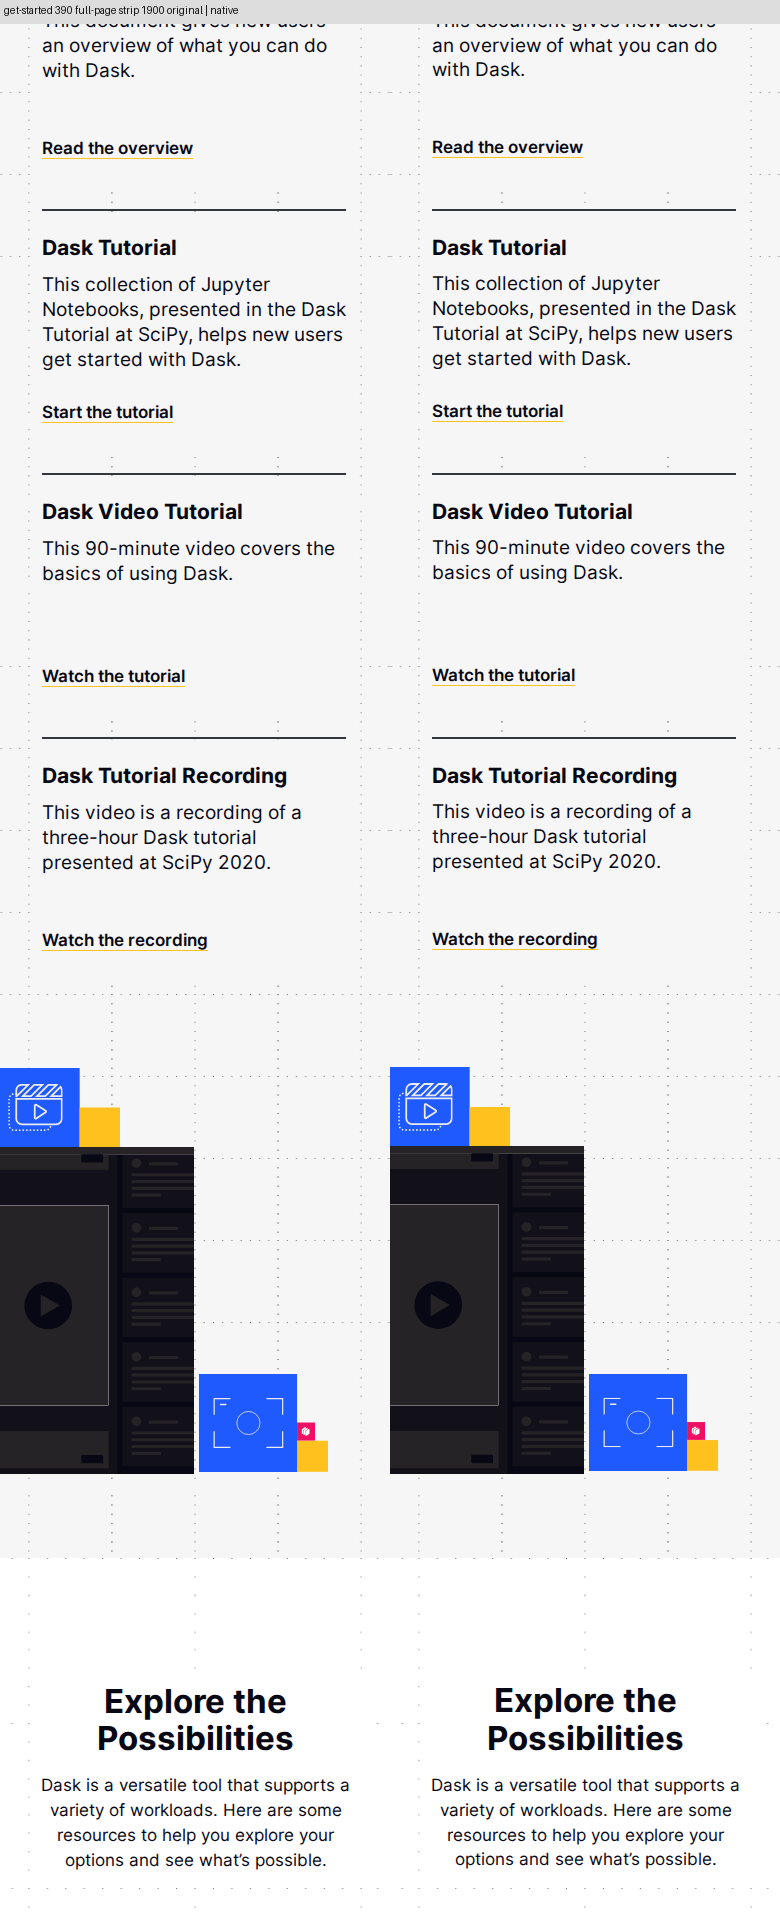 get-started 390 full-page strip 1900 original | native
This document gives new users
an overview of what you can do
with Dask.
Read the overview
Dask Tutorial
This collection of Jupyter
Notebooks, presented in the Dask
Tutorial at SciPy, helps new users
get started with Dask.
Start the tutorial
Dask Video Tutorial
This 90-minute video covers the
basics of using Dask.
Watch the tutorial
Dask Tutorial Recording
This video is a recording of a
three-hour Dask tutorial
presented at SciPy 2020.
Watch the recording
Explore the
Possibilities
Dask is a versatile tool that supports a
variety of workloads. Here are some
resources to help you explore your
options and see what’s possible.
This document gives new users
an overview of what you can do
with Dask.
Read the overview
Dask Tutorial
This collection of Jupyter
Notebooks, presented in the Dask
Tutorial at SciPy, helps new users
get started with Dask.
Start the tutorial
Dask Video Tutorial
This 90-minute video covers the
basics of using Dask.
Watch the tutorial
Dask Tutorial Recording
This video is a recording of a
three-hour Dask tutorial
presented at SciPy 2020.
Watch the recording
Explore the
Possibilities
Dask is a versatile tool that supports a
variety of workloads. Here are some
resources to help you explore your
options and see what’s possible.